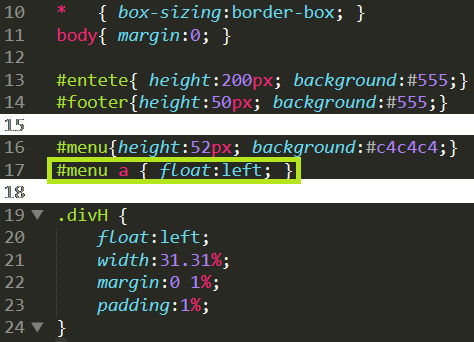 10 * { box-sizing:border-box; }
11 body{ margin:0; }
12
13 #entete{ height:200px; background:#555;}
14 #footer{height:50px; background:#555;}
15
16 #menu{height:52px; background:#c4c4c4;}
17 #menu a { float:left; }
18
19 .divH {
20 float:left;
21 width:31.31%;
22 margin:0 1%;
23 padding:1%;
24 }